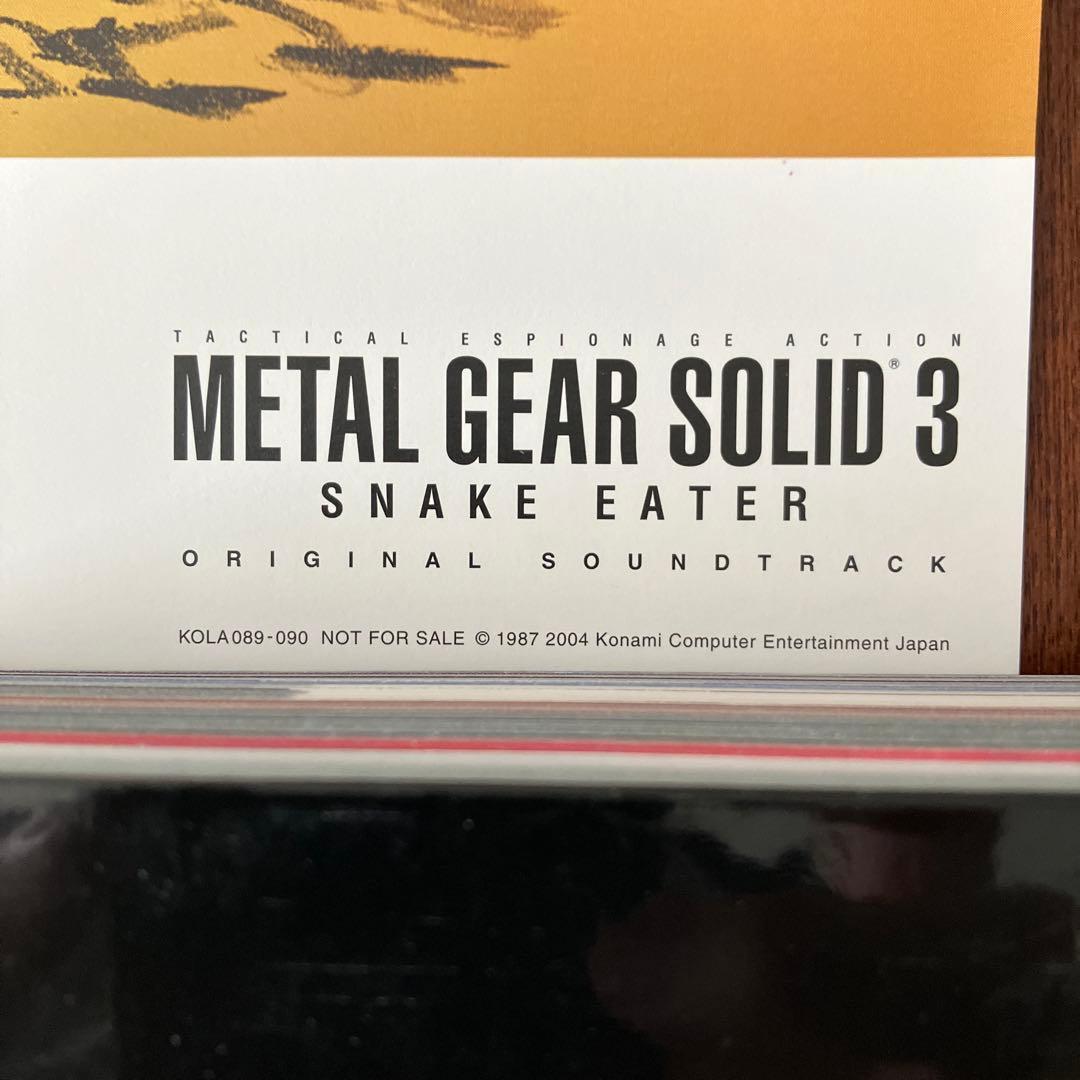 TACTICAL ESPIONAGE ACTION
METAL GEAR SOLID® 3
SNAKE EATER
ORIGINAL SOUNDTRACK
KOLA089-090 NOT FOR SALE © 1987 2004 Konami Computer Entertainment Japan